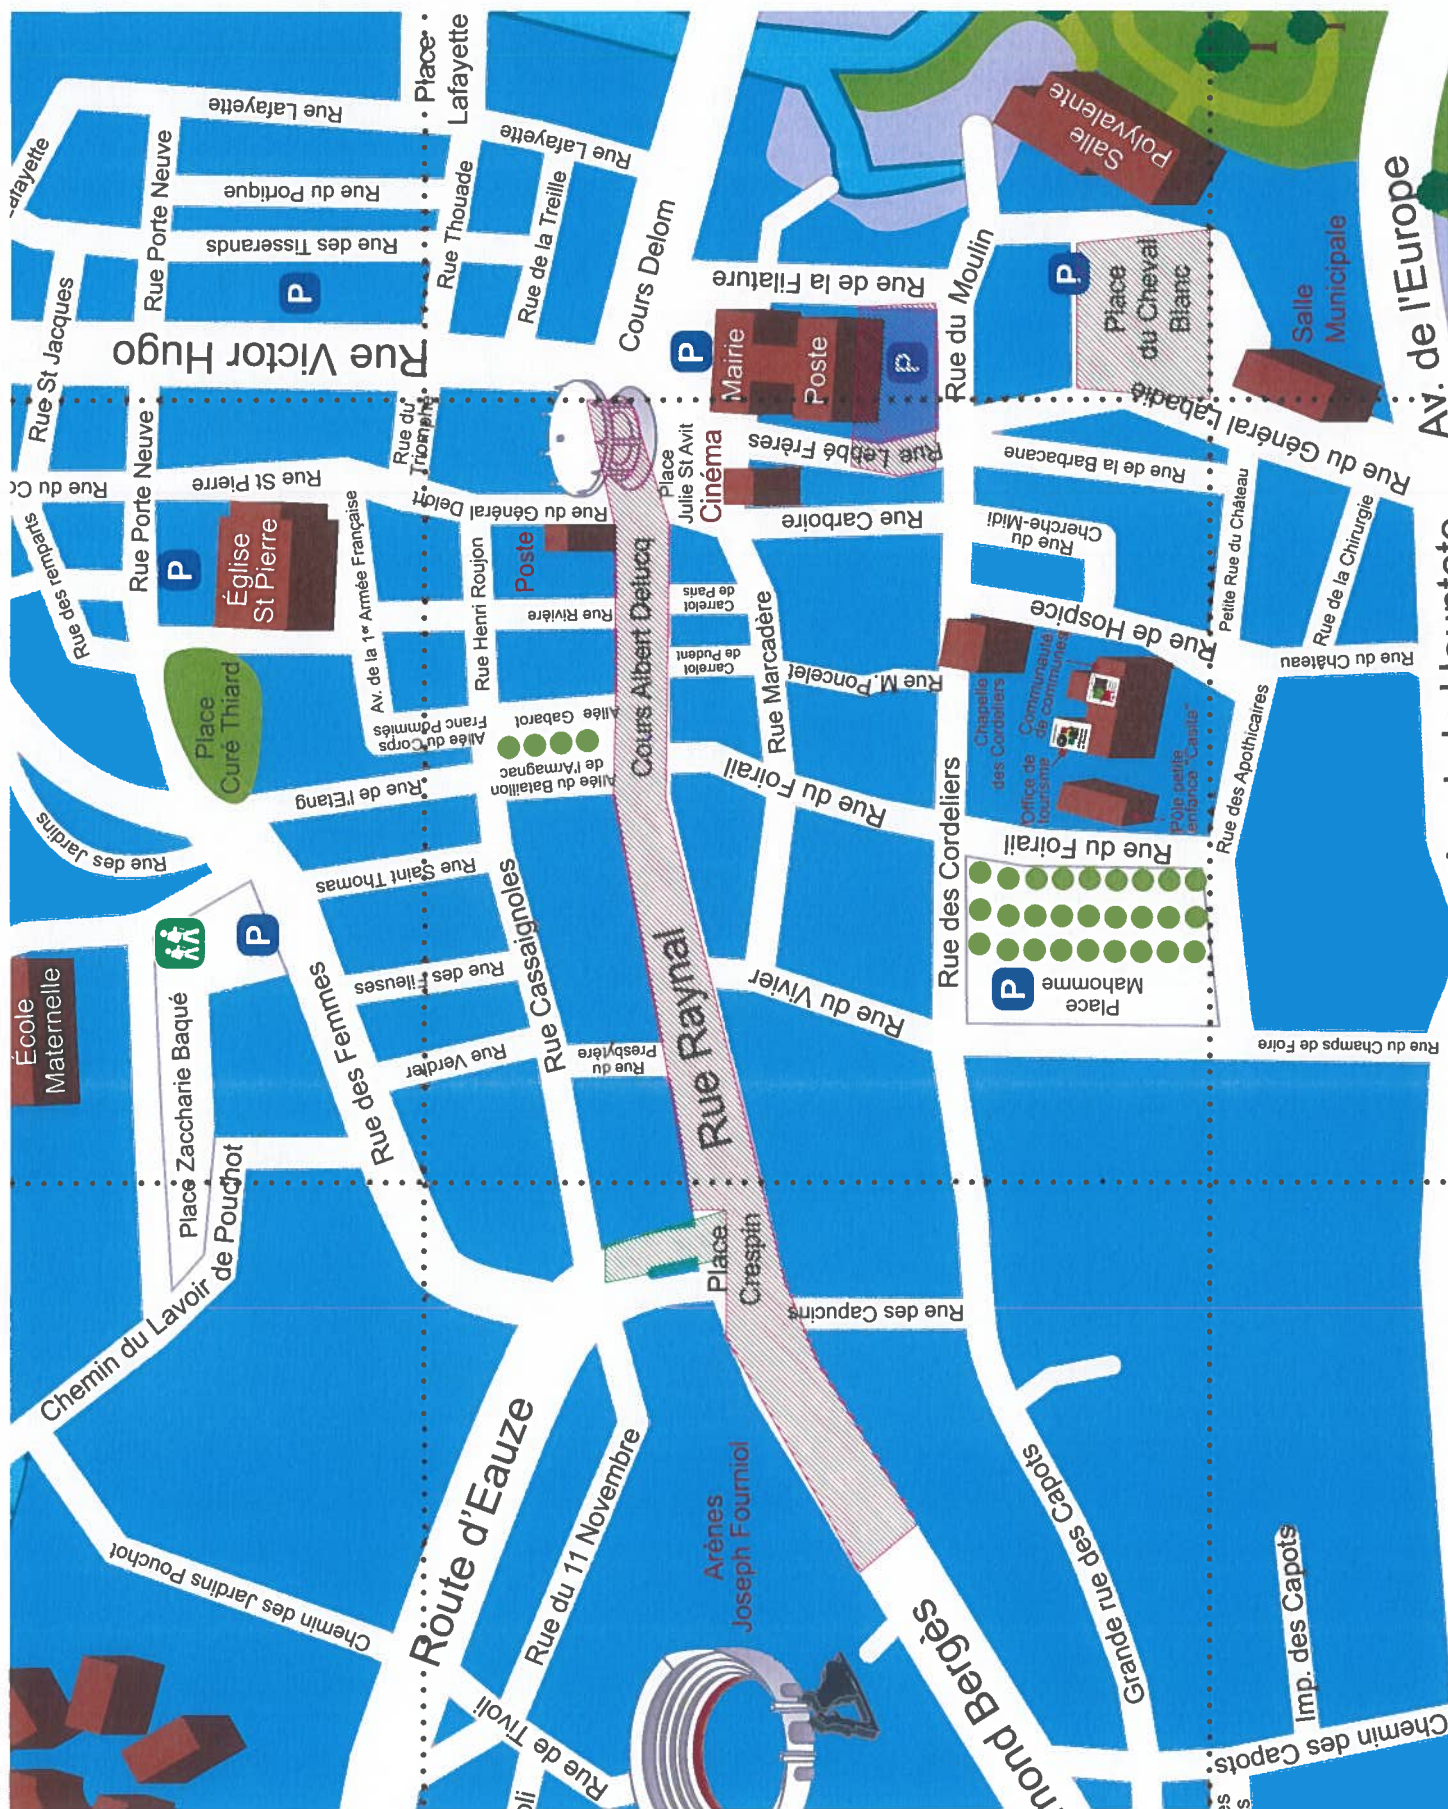 Place
Lafayette
Rue Lafayette
Rue Lafayette
Rue Porte Neuve
Rue du Portique
Rue des Tisserands
Rue Thouade
Rue de la Treille
Rue St Jacques
P
Rue Victor Hugo
Cours Delom
Rue de la Filature
Salle
Polyvalente
Av. de l'Europe
Rue du Moulin
P
Place
du Cheval
Blanc
Salle
Municipale
P
Mairie
Poste
P
Rue Porte Neuve
Rue du
Triomphe
Rue St Pierre
Rue du Général Delort
Place
Julie St Avit
Cinéma
Rue Lebbé Frères
Rue Carboire
Rue de la Barbacane
Rue du Général Labadie
Rue des remparts
P
Église
St Pierre
Av. de la 1re Armée Française
Rue Henri Roujon
Poste
Rue Rivière
Cours Albert Delucq
Carrelot
de Paris
Carrelot
de Pudent
Rue Marcadère
Rue M. Poncelet
Rue du
Cherche-Midi
Rue de Hospice
Petite Rue du Château
Rue de la Chirurgie
Rue du Château
Place
Curé Thiard
Allée du Corps
Franc Pommiès
Allée Gabarot
Allée du Bataillon
de l'Armagnac
Rue de l'Etang
Rue du Foirail
Chapelle
des Cordeliers
Communauté
de communes
Office de
tourisme
Pôle petite
enfance "Casita"
Rue des Apothicaires
Rue des Jardins
Rue Saint Thomas
Rue Cassaignoles
Rue des Cordeliers
Rue du Foirail
P
École
Maternelle
Place Zaccharie Baqué
Rue des Femmes
Rue des Fileuses
Rue Verdier
Rue du
Presbytère
Rue Raynal
Rue du Vivier
P
Place
Mahomme
Rue du Champs de Foire
Chemin du Lavoir
de Pouchot
Place
Crespin
Rue des Capucins
Route d'Eauze
Rue du 11 Novembre
Chemin des Jardins Pouchot
Arènes
Joseph Fourniol
Grande rue des Capots
Imp. des Capots
Rue de Tivoli
mond Bergès
Chemin des Capots